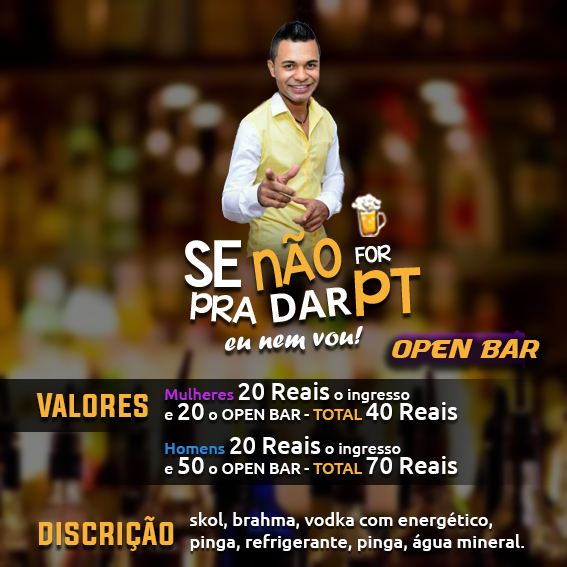 SE NÃO FOR
PRA DAR PT
eu nem vou!
OPEN BAR
VALORES
Mulheres 20 Reais o ingresso
e 20 o OPEN BAR - TOTAL 40 Reais
Homens 20 Reais o ingresso
e 50 o OPEN BAR - TOTAL 70 Reais
DISCRIÇÃO
skol, brahma, vodka com energético,
pinga, refrigerante, pinga, água mineral.